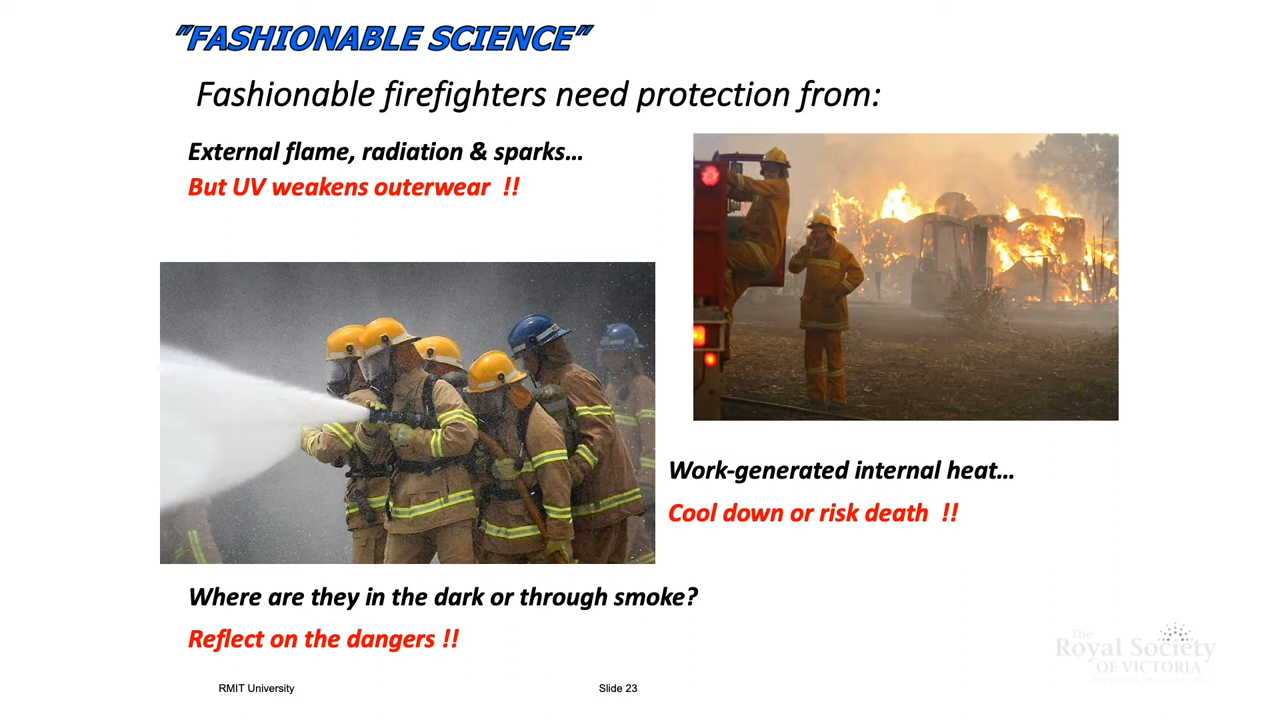 "FASHIONABLE SCIENCE"
Fashionable firefighters need protection from:
External flame, radiation & sparks…
But UV weakens outerwear !!
Work-generated internal heat…
Cool down or risk death !!
Where are they in the dark or through smoke?
Reflect on the dangers !!
RMIT University
Slide 23
The
Royal Society
OF VICTORIA